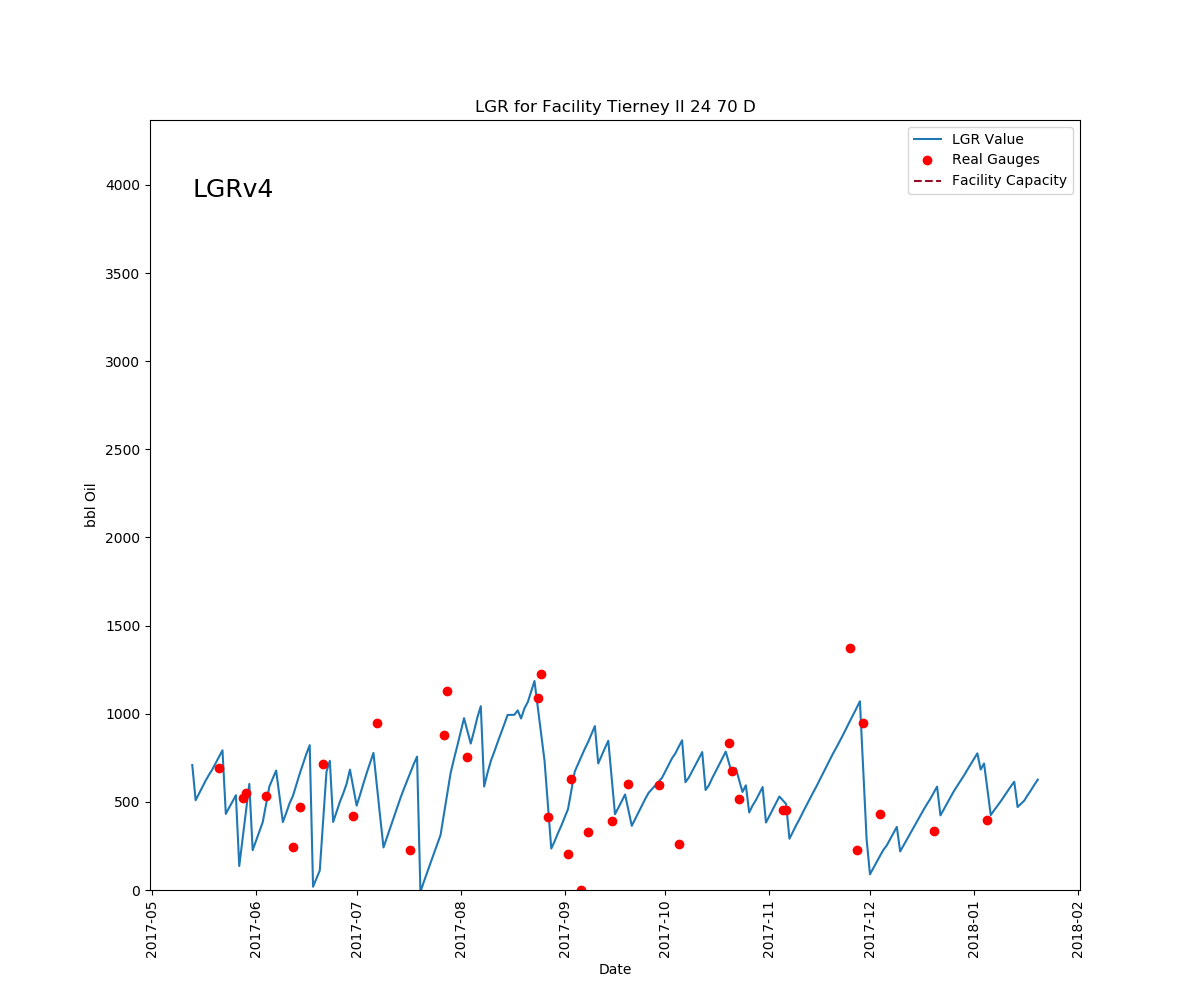 LGR for Facility Tierney II 24 70 D
LGRv4
LGR Value
Real Gauges
Facility Capacity
4000
3500
3000
2500
2000
1500
1000
500
0
bbl Oil
2017-05
2017-06
2017-07
2017-08
2017-09
2017-10
2017-11
2017-12
2018-01
2018-02
Date